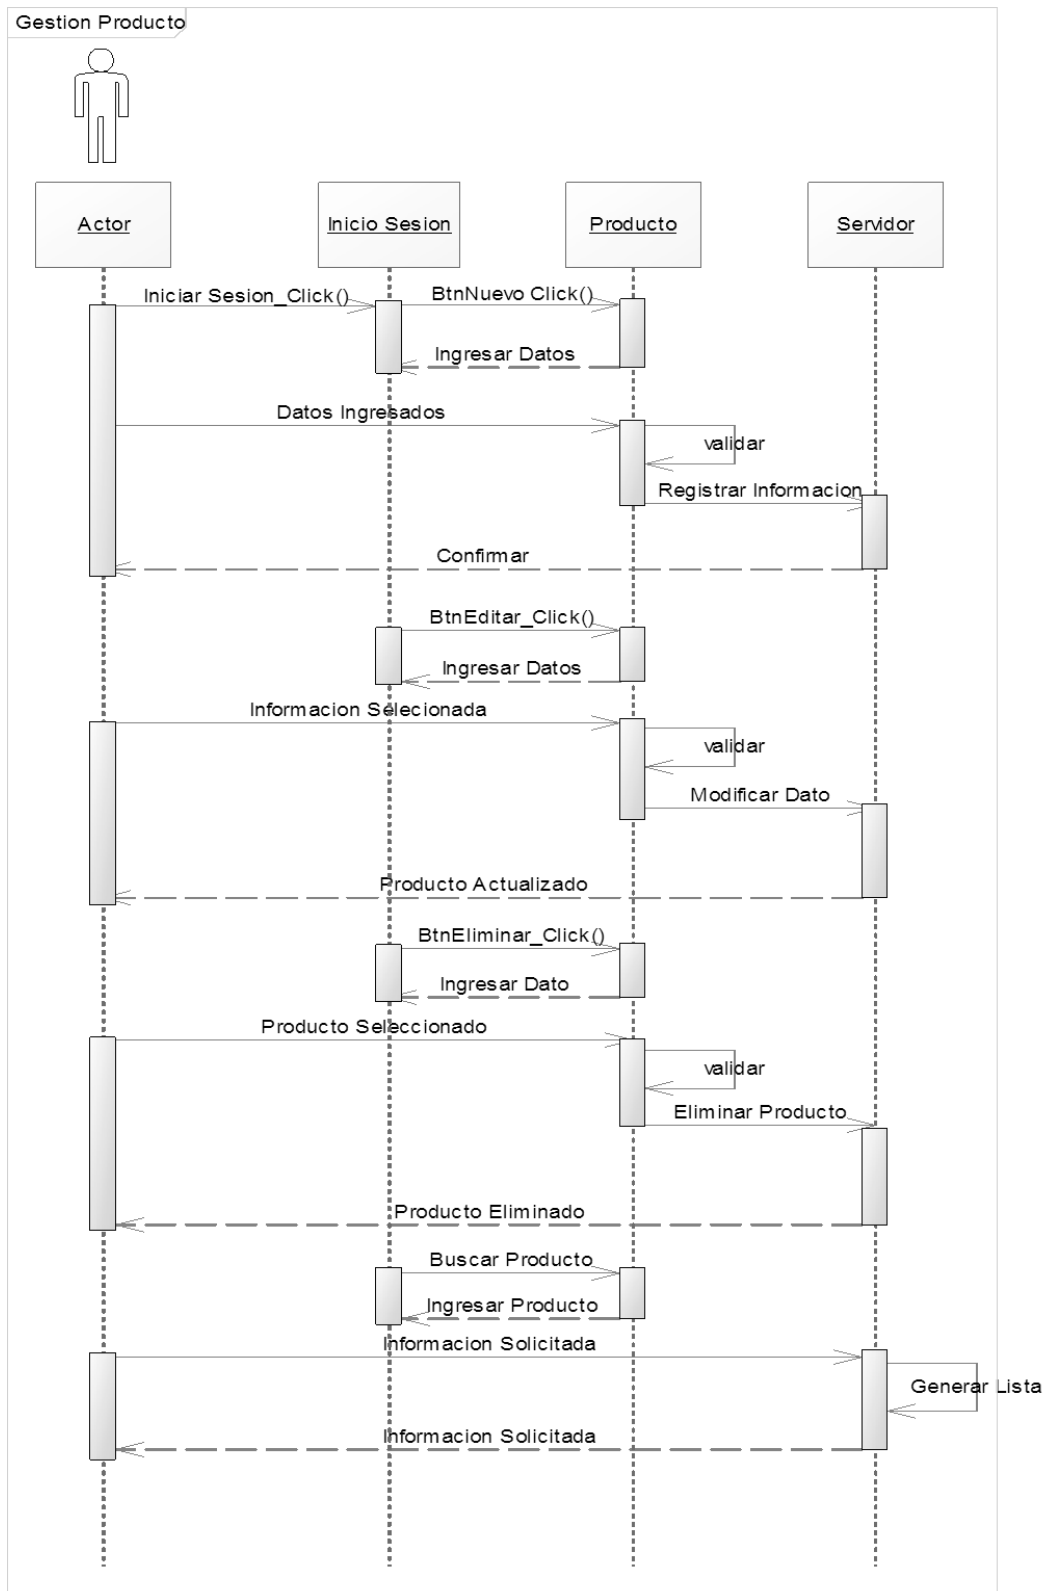 Gestion Producto
Actor
Inicio Sesion
Producto
Servidor
Iniciar Sesion_Click()
BtnNuevo Click()
Ingresar Datos
Datos Ingresados
validar
Registrar Informacion
Confirmar
BtnEditar_Click()
Ingresar Datos
Informacion Selecionada
validar
Modificar Dato
Producto Actualizado
BtnEliminar_Click()
Ingresar Dato
Producto Seleccionado
validar
Eliminar Producto
Producto Eliminado
Buscar Producto
Ingresar Producto
Informacion Solicitada
Generar Lista
Informacion Solicitada